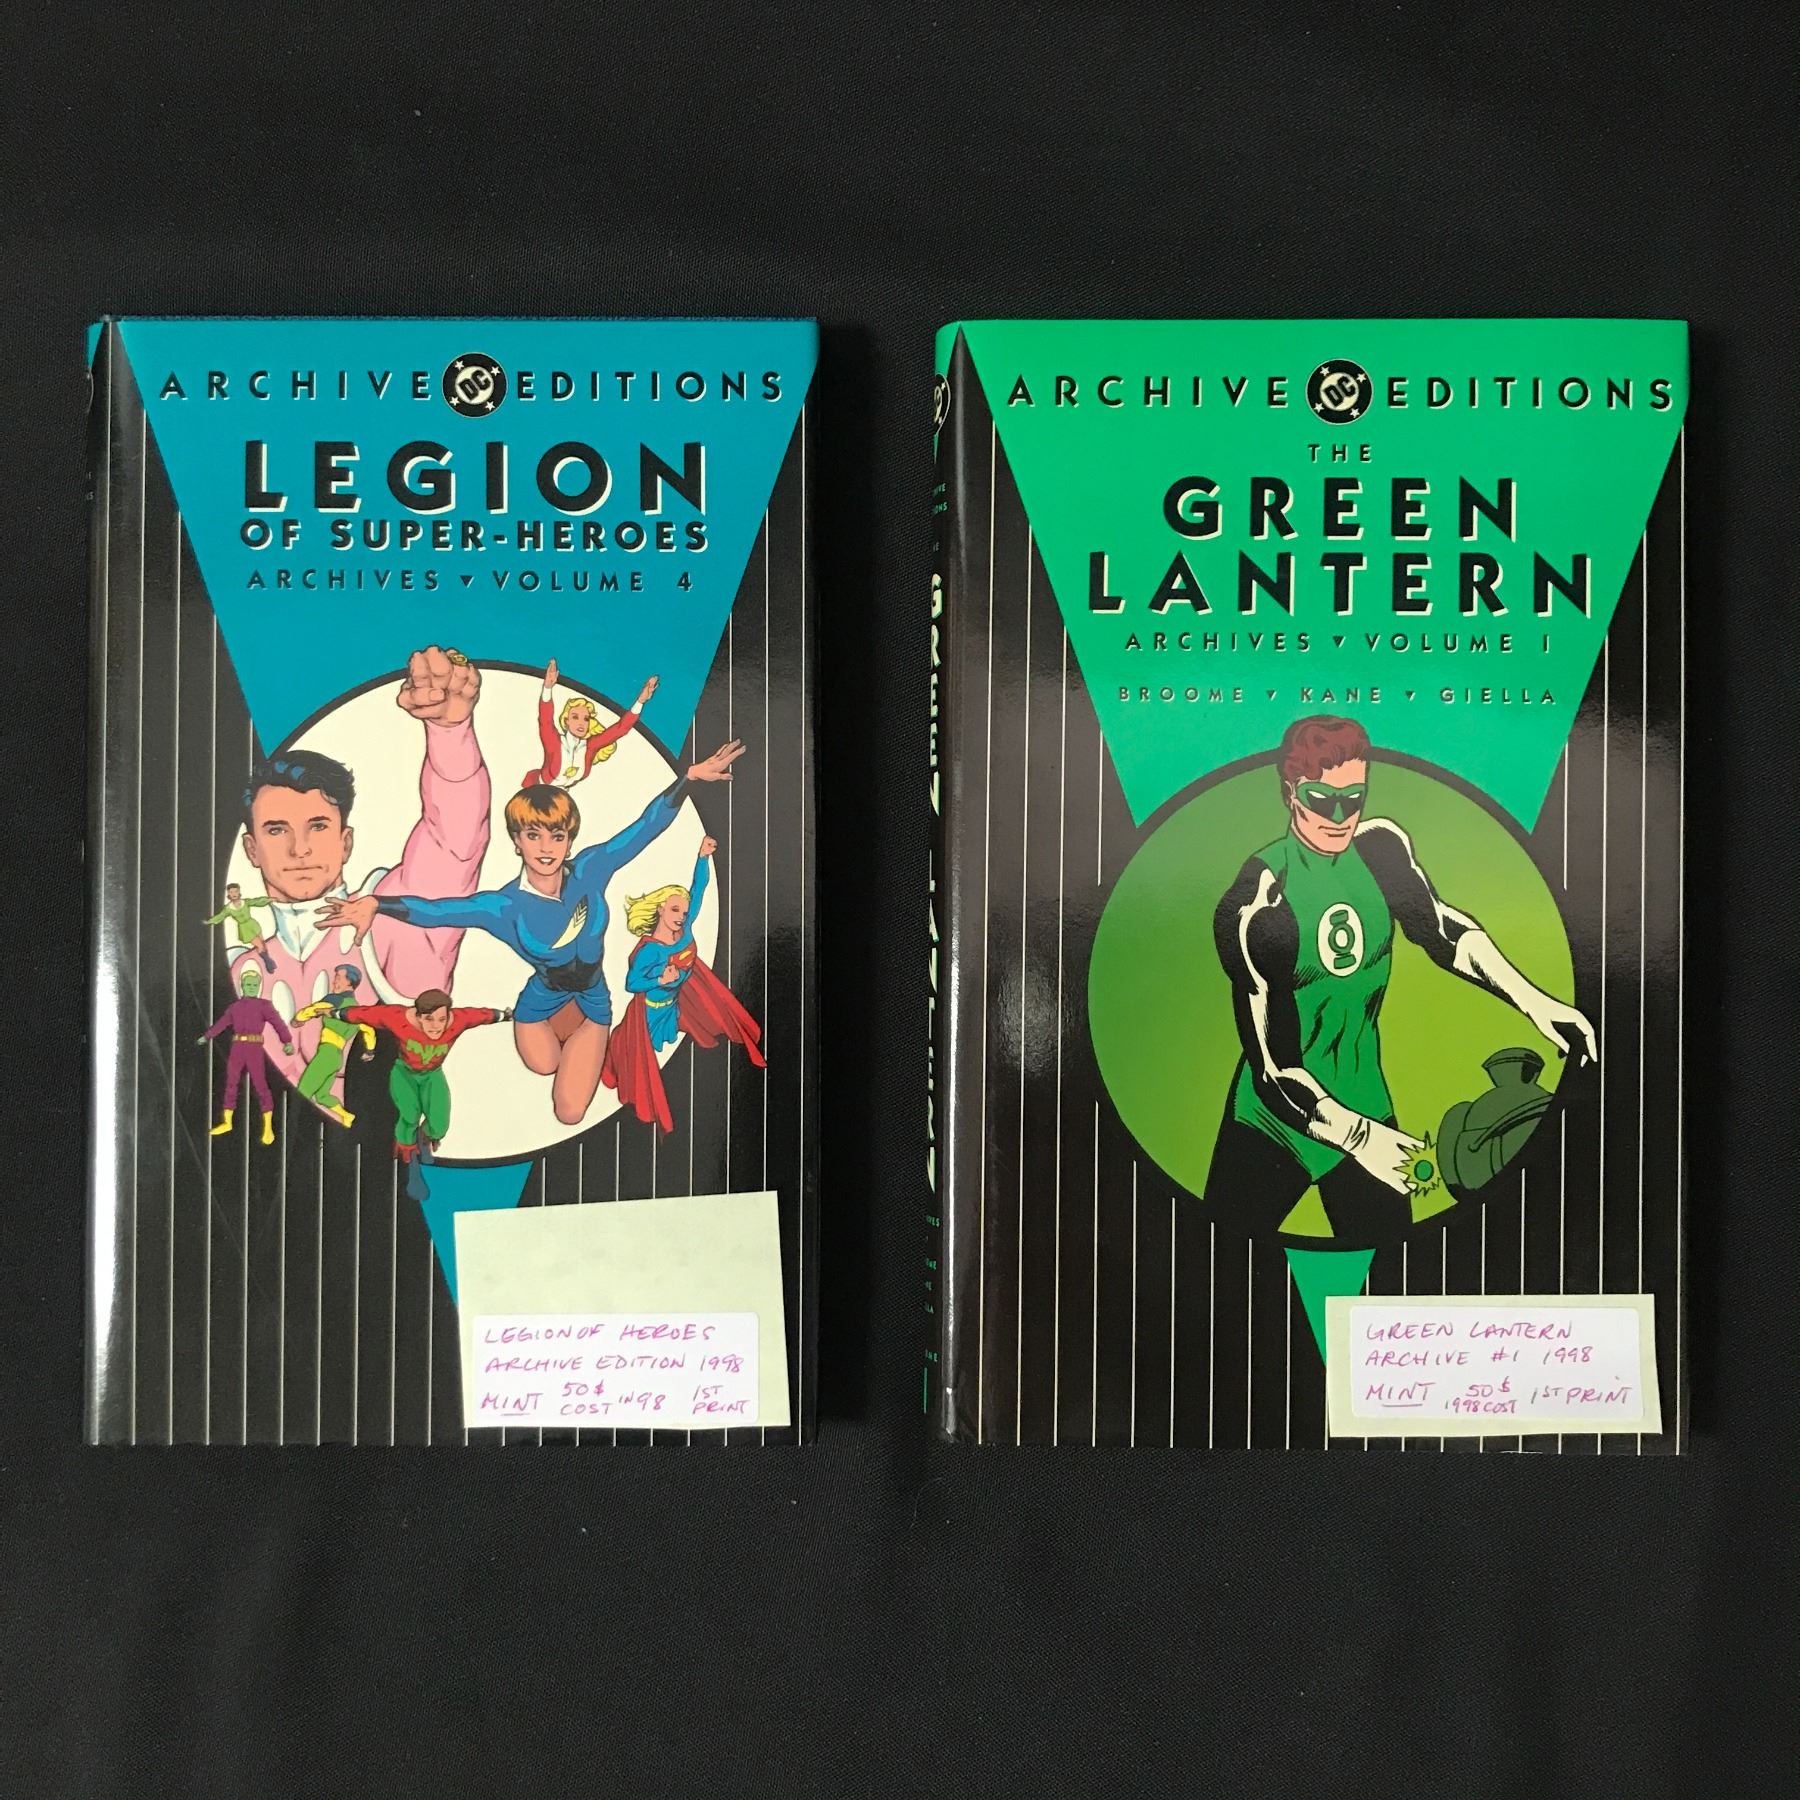 ARCHIVE DC EDITIONS
LEGION
OF SUPER-HEROES
ARCHIVES ▾ VOLUME 4
LEGION OF HEROES
ARCHIVE EDITION 1998
MINT 50$ COST IN 98 1ST PRINT
ARCHIVE DC EDITIONS
THE
GREEN
LANTERN
ARCHIVES ▾ VOLUME 1
BROOME ▾ KANE ▾ GIELLA
GREEN LANTERN
ARCHIVE #1 1998
MINT 50$ 1998 COST 1ST PRINT